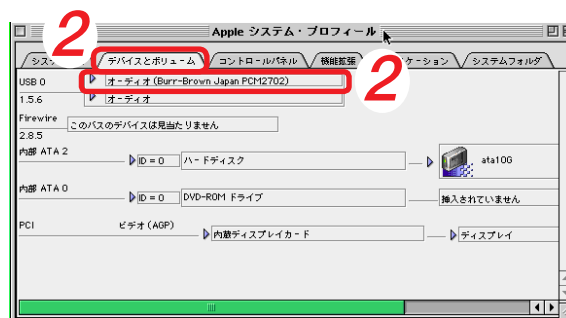 Apple システム・プロフィール
2
シス
デバイスとボリューム
コントロールパネル
機能拡張
ケーション
システムフォルダ
USB 0
オーディオ (Burr-Brown Japan PCM2702)
2
1.5.6
オーディオ
Firewire
このバスのデバイスは見当たりません
2.8.5
内部 ATA 2
ID = 0
ハードディスク
ata10G
内部 ATA 0
ID = 0
DVD-ROM ドライブ
挿入されていません
PCI
ビデオ (AGP)
内蔵ディスプレイカード
ディスプレイ